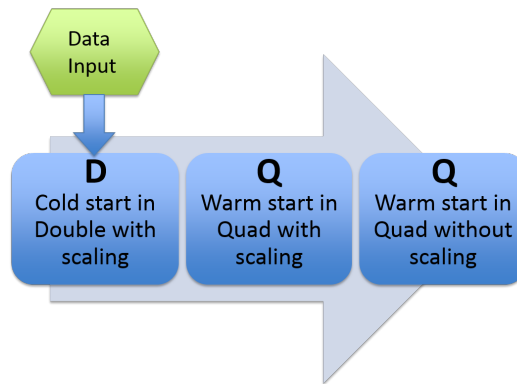 Data
Input
D
Cold start in
Double with
scaling
Q
Warm start in
Quad with
scaling
Q
Warm start in
Quad without
scaling